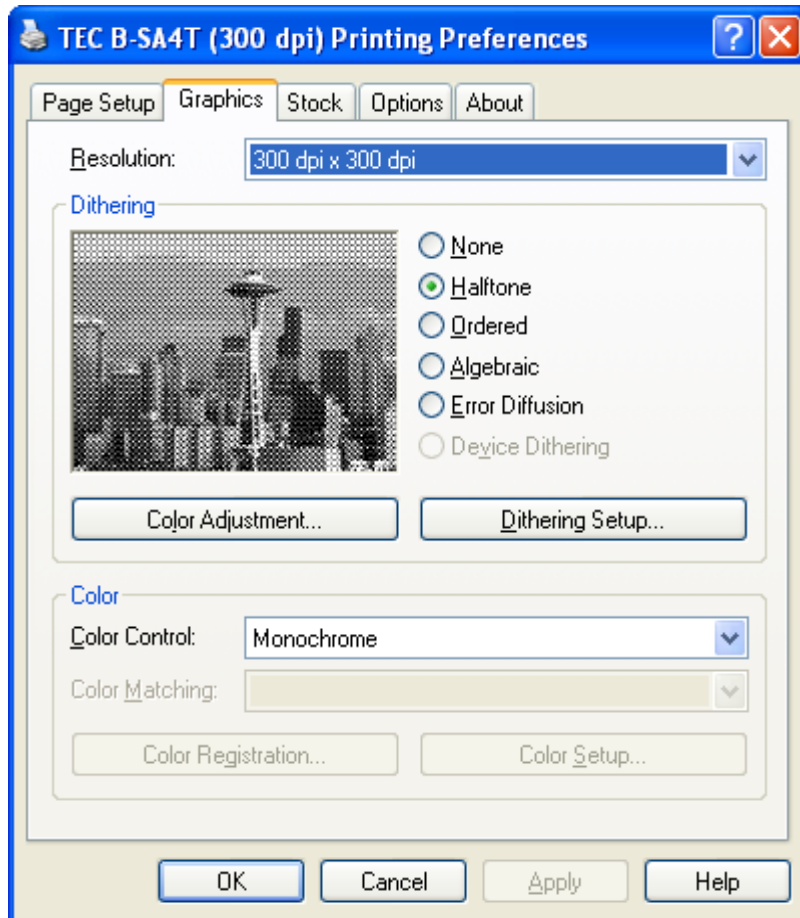 TEC B-SA4T (300 dpi) Printing Preferences
Page Setup Graphics Stock Options About
Resolution: 300 dpi x 300 dpi
Dithering
None
Halftone
Ordered
Algebraic
Error Diffusion
Device Dithering
Color Adjustment... Dithering Setup...
Color
Color Control: Monochrome
Color Matching:
Color Registration... Color Setup...
OK Cancel Apply Help